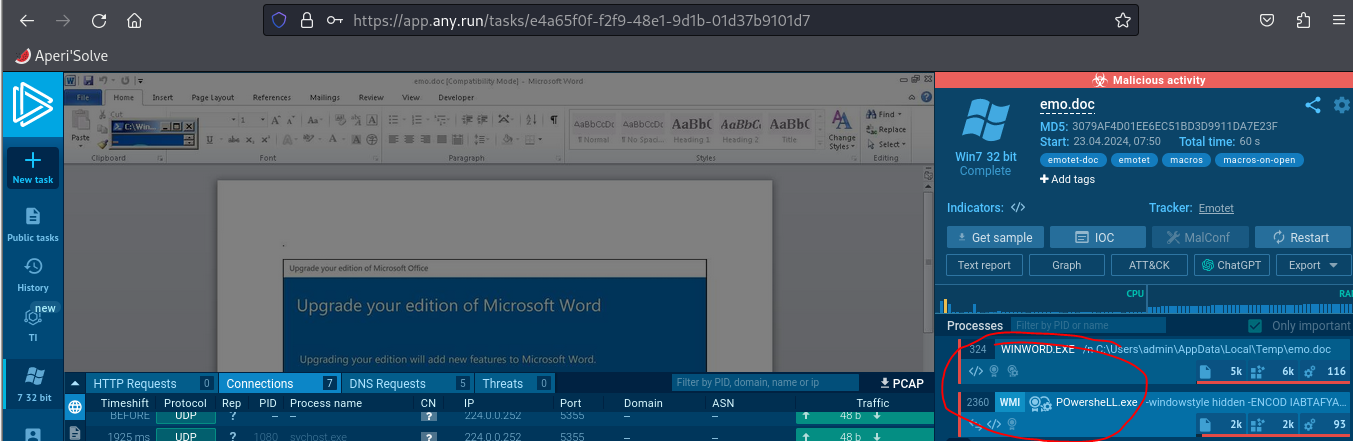 https://app.any.run/tasks/e4a65f0f-f2f9-48e1-9d1b-01d37b9101d7
Aperi'Solve
New task
Public tasks
History
new
TI
7 32 bit
emo.doc [Compatibility Mode] - Microsoft Word
File Home Insert Page Layout References Mailings Review View Developer
Paste
Cut
C:\Win...
Clipboard
Font
Paragraph
AaBbCcDc AaBbCcDc AaBbC AaBbCc AaBbC
¶ Normal ¶ No Spaci... Heading 1 Heading 2 Title
Change
Styles
Styles
Find
Replace
Select
Editing
Upgrade your edition of Microsoft Office
Upgrade your edition of Microsoft Word
Upgrading your edition will add new features to Microsoft Word.
HTTP Requests 0 Connections 7 DNS Requests 5 Threats 0 Filter by PID, domain, name or ip PCAP
Timeshift Protocol Rep PID Process name CN IP Port Domain ASN Traffic
BEFORE UDP ? – – ? 224.0.0.252 5355 – – 48 b
1925 ms UDP ? 1080 svchost.exe ? 224.0.0.252 5355 – – 48 b
Malicious activity
Win7 32 bit
Complete
emo.doc
MD5: 3079AF4D01EE6EC51BD3D9911DA7E23F
Start: 23.04.2024, 07:50 Total time: 60 s
emotet-doc emotet macros macros-on-open
+ Add tags
Indicators: Tracker: Emotet
Get sample IOC MalConf Restart
Text report Graph ATT&CK ChatGPT Export
CPU RA
Processes Filter by PID or name Only important
324 WINWORD.EXE /n C:\Users\admin\AppData\Local\Temp\emo.doc
5k 6k 116
2360 WMI POwersheLL.exe -windowstyle hidden -ENCOD IABTAFYA...
2k 2k 93